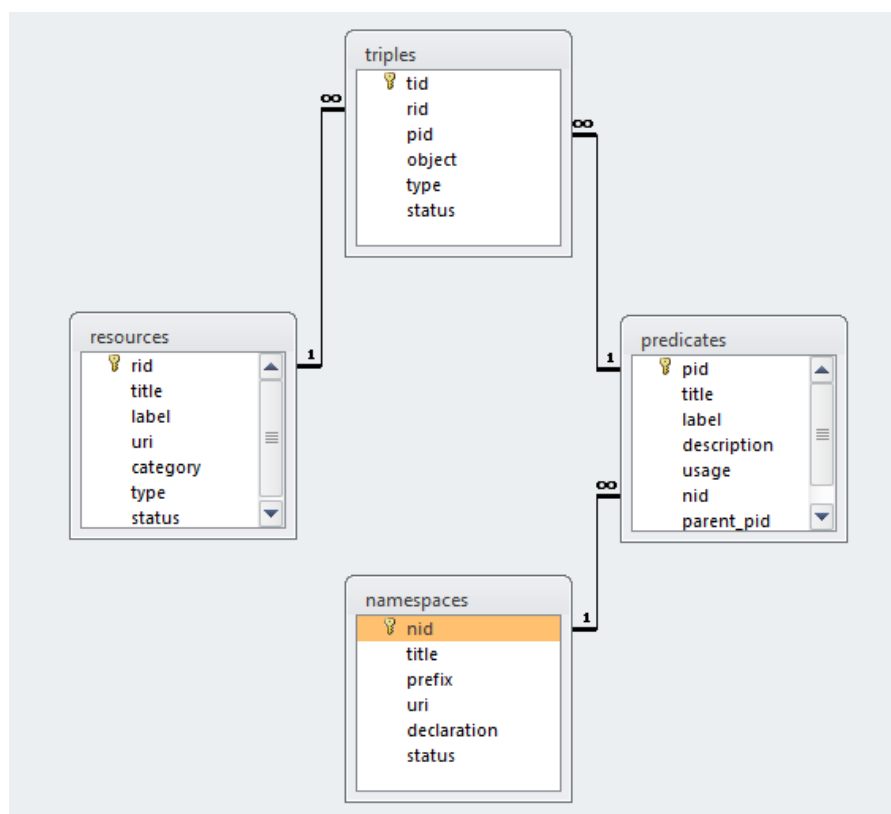 triples
tid
rid
pid
object
type
status
∞
∞
resources
rid
title
label
uri
category
type
status
1
predicates
pid
title
label
description
usage
nid
parent_pid
1
∞
namespaces
nid
title
prefix
uri
declaration
status
1